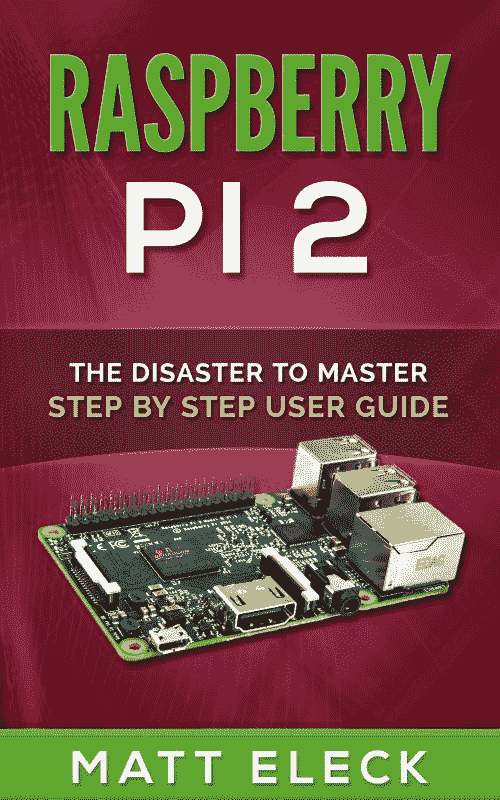 RASPBERRY
PI 2
THE DISASTER TO MASTER
STEP BY STEP USER GUIDE
MATT ELECK